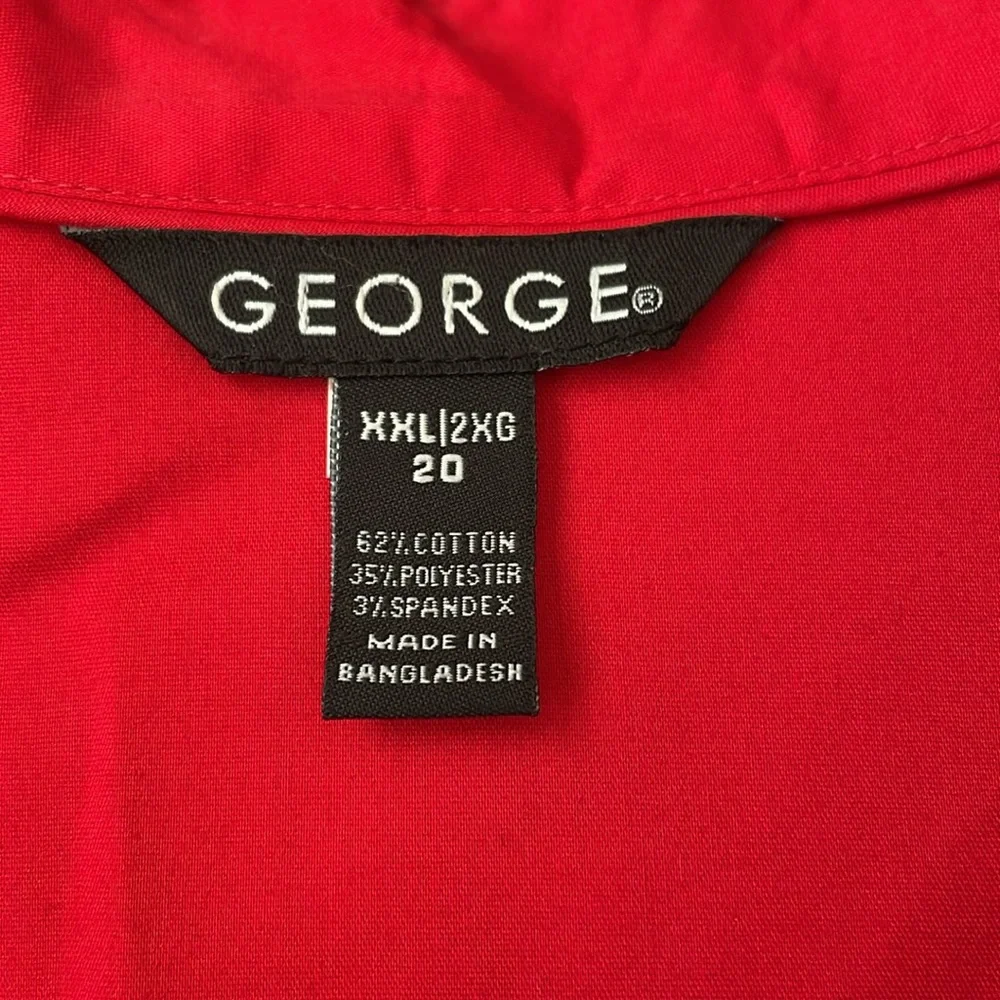 GEORGE®
XXL|2XG
20
62% COTTON
35% POLYESTER
3% SPANDEX
MADE IN
BANGLADESH